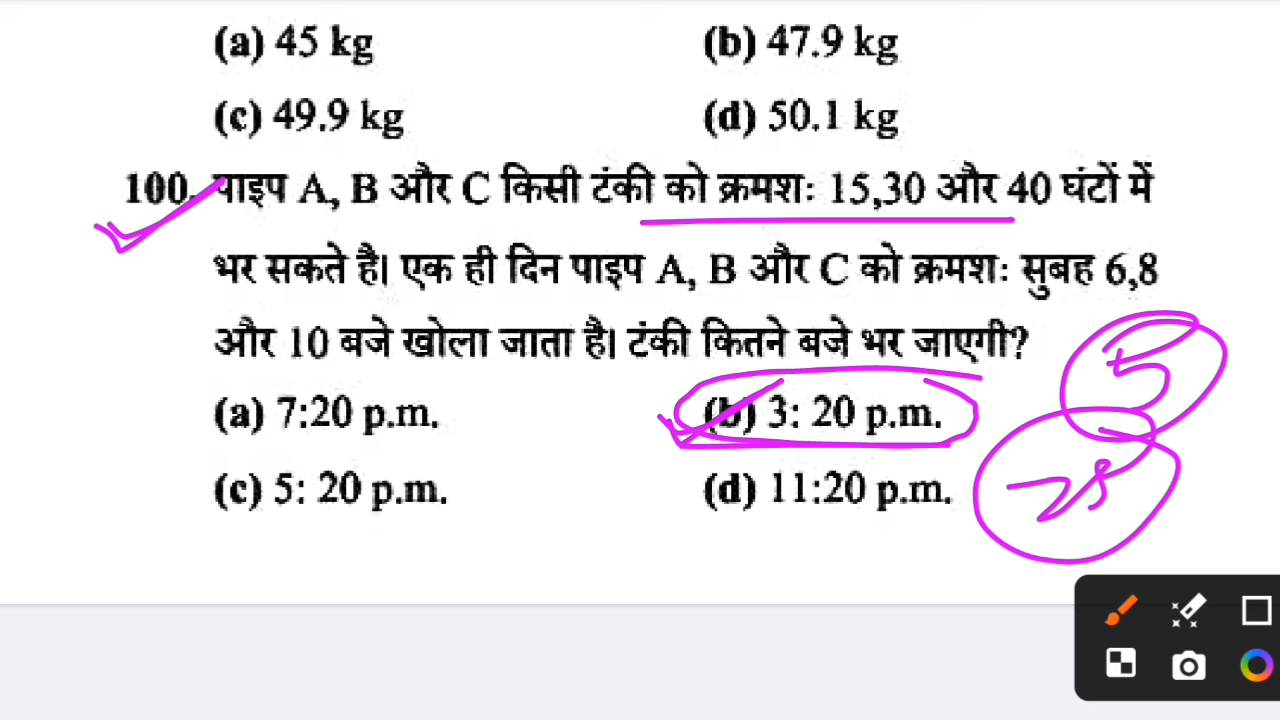 (a) 45 kg (b) 47.9 kg
(c) 49.9 kg (d) 50.1 kg
100. पाइप A, B और C किसी टंकी को क्रमशः 15,30 और 40 घंटों में
भर सकते है। एक ही दिन पाइप A, B और C को क्रमशः सुबह 6,8
और 10 बजे खोला जाता है। टंकी कितने बजे भर जाएगी?
(a) 7:20 p.m. (b) 3: 20 p.m.
5
(c) 5: 20 p.m. (d) 11:20 p.m.